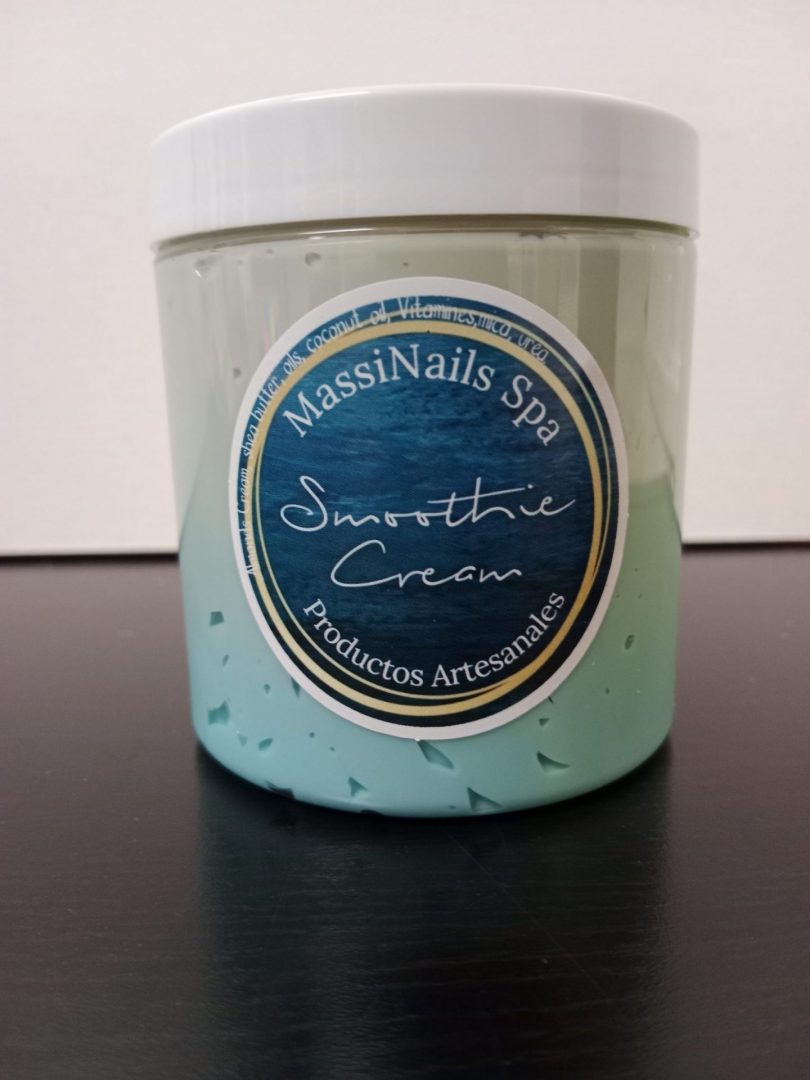 Cream, shea butter, oils, coconut oil, Vitamines,mica, urea
MassiNails Spa
Smoothie
Cream
Productos Artesanales